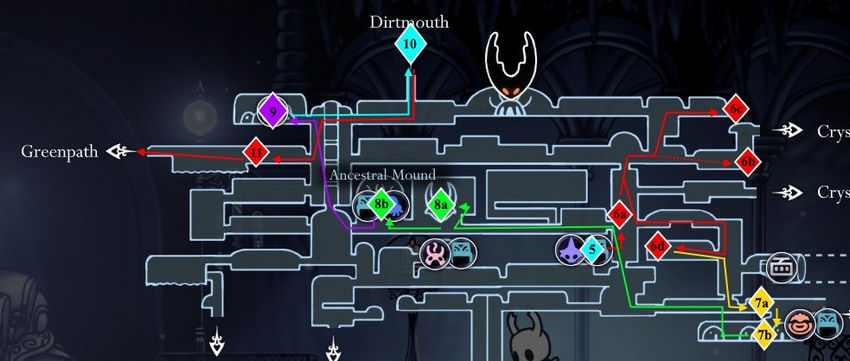 Dirtmouth
10
6c
9
Crys
Greenpath
11
6b
Ancestral Mound
Crys
8b
8a
6a
5
6d
7a
7b